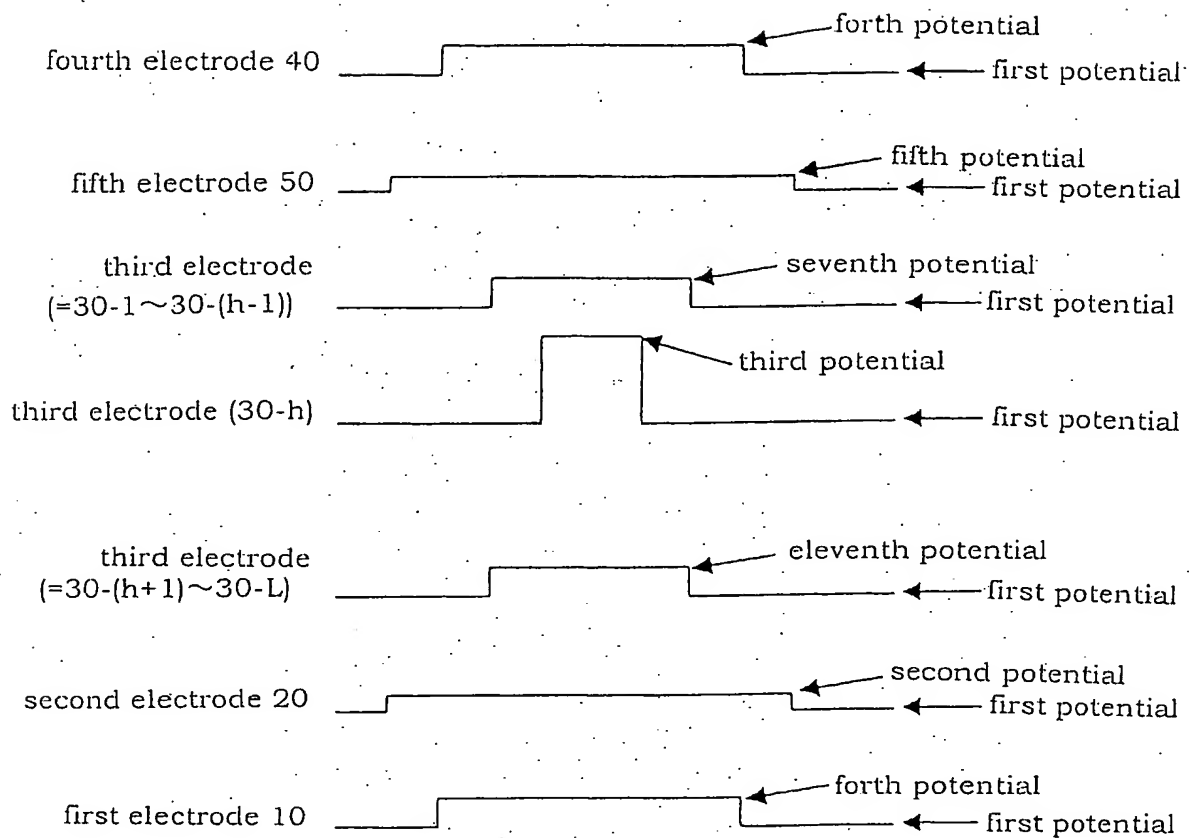 forth potential
fourth electrode 40
first potential
fifth potential
fifth electrode 50
first potential
third electrode
(=30-1～30-(h-1))
seventh potential
first potential
third potential
third electrode (30-h)
first potential
third electrode
(=30-(h+1)～30-L)
eleventh potential
first potential
second potential
second electrode 20
first potential
forth potential
first electrode 10
first potential